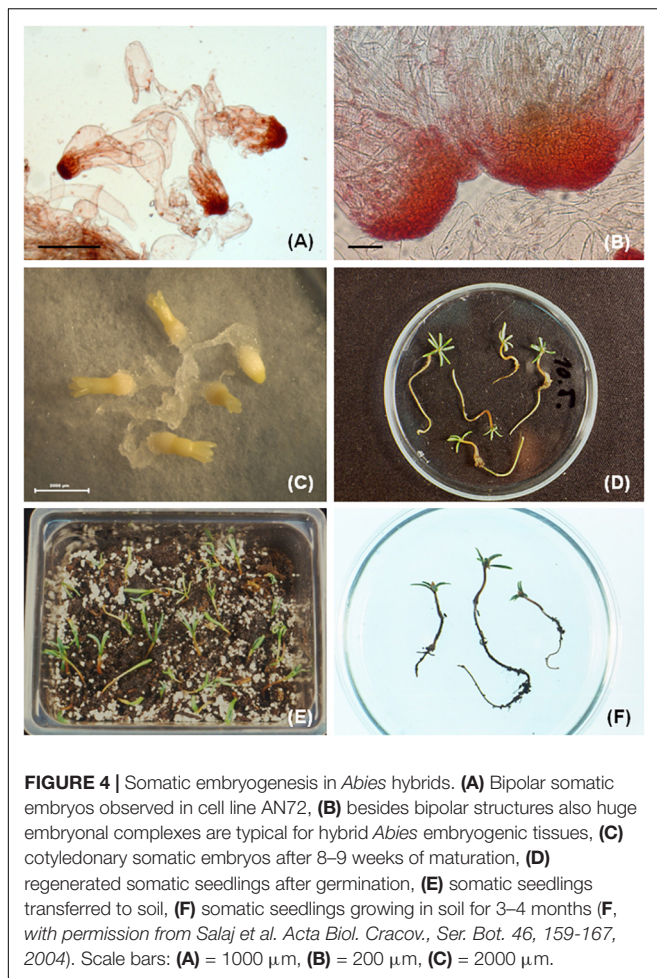 (A)
(B)
(C)
2000 µm
(D)
10.5.
(E)
(F)
FIGURE 4 | Somatic embryogenesis in Abies hybrids. (A) Bipolar somatic
embryos observed in cell line AN72, (B) besides bipolar structures also huge
embryonal complexes are typical for hybrid Abies embryogenic tissues, (C)
cotyledonary somatic embryos after 8–9 weeks of maturation, (D)
regenerated somatic seedlings after germination, (E) somatic seedlings
transferred to soil, (F) somatic seedlings growing in soil for 3–4 months (F,
with permission from Salaj et al. Acta Biol. Cracov., Ser. Bot. 46, 159-167,
2004). Scale bars: (A) = 1000 µm, (B) = 200 µm, (C) = 2000 µm.